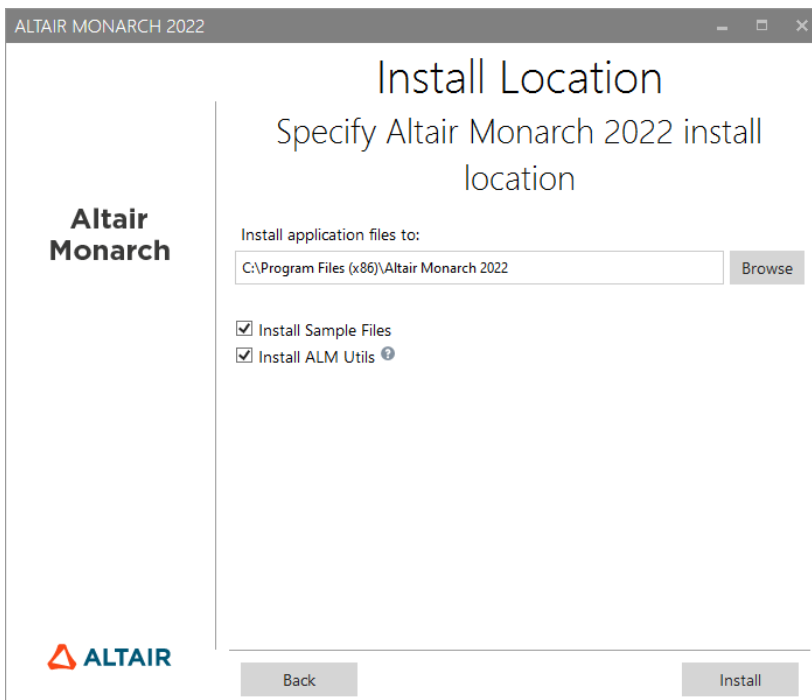 ALTAIR MONARCH 2022
Install Location
Specify Altair Monarch 2022 install
location
Altair
Monarch
Install application files to:
C:\Program Files (x86)\Altair Monarch 2022
Browse
Install Sample Files
Install ALM Utils ?
ALTAIR
Back
Install